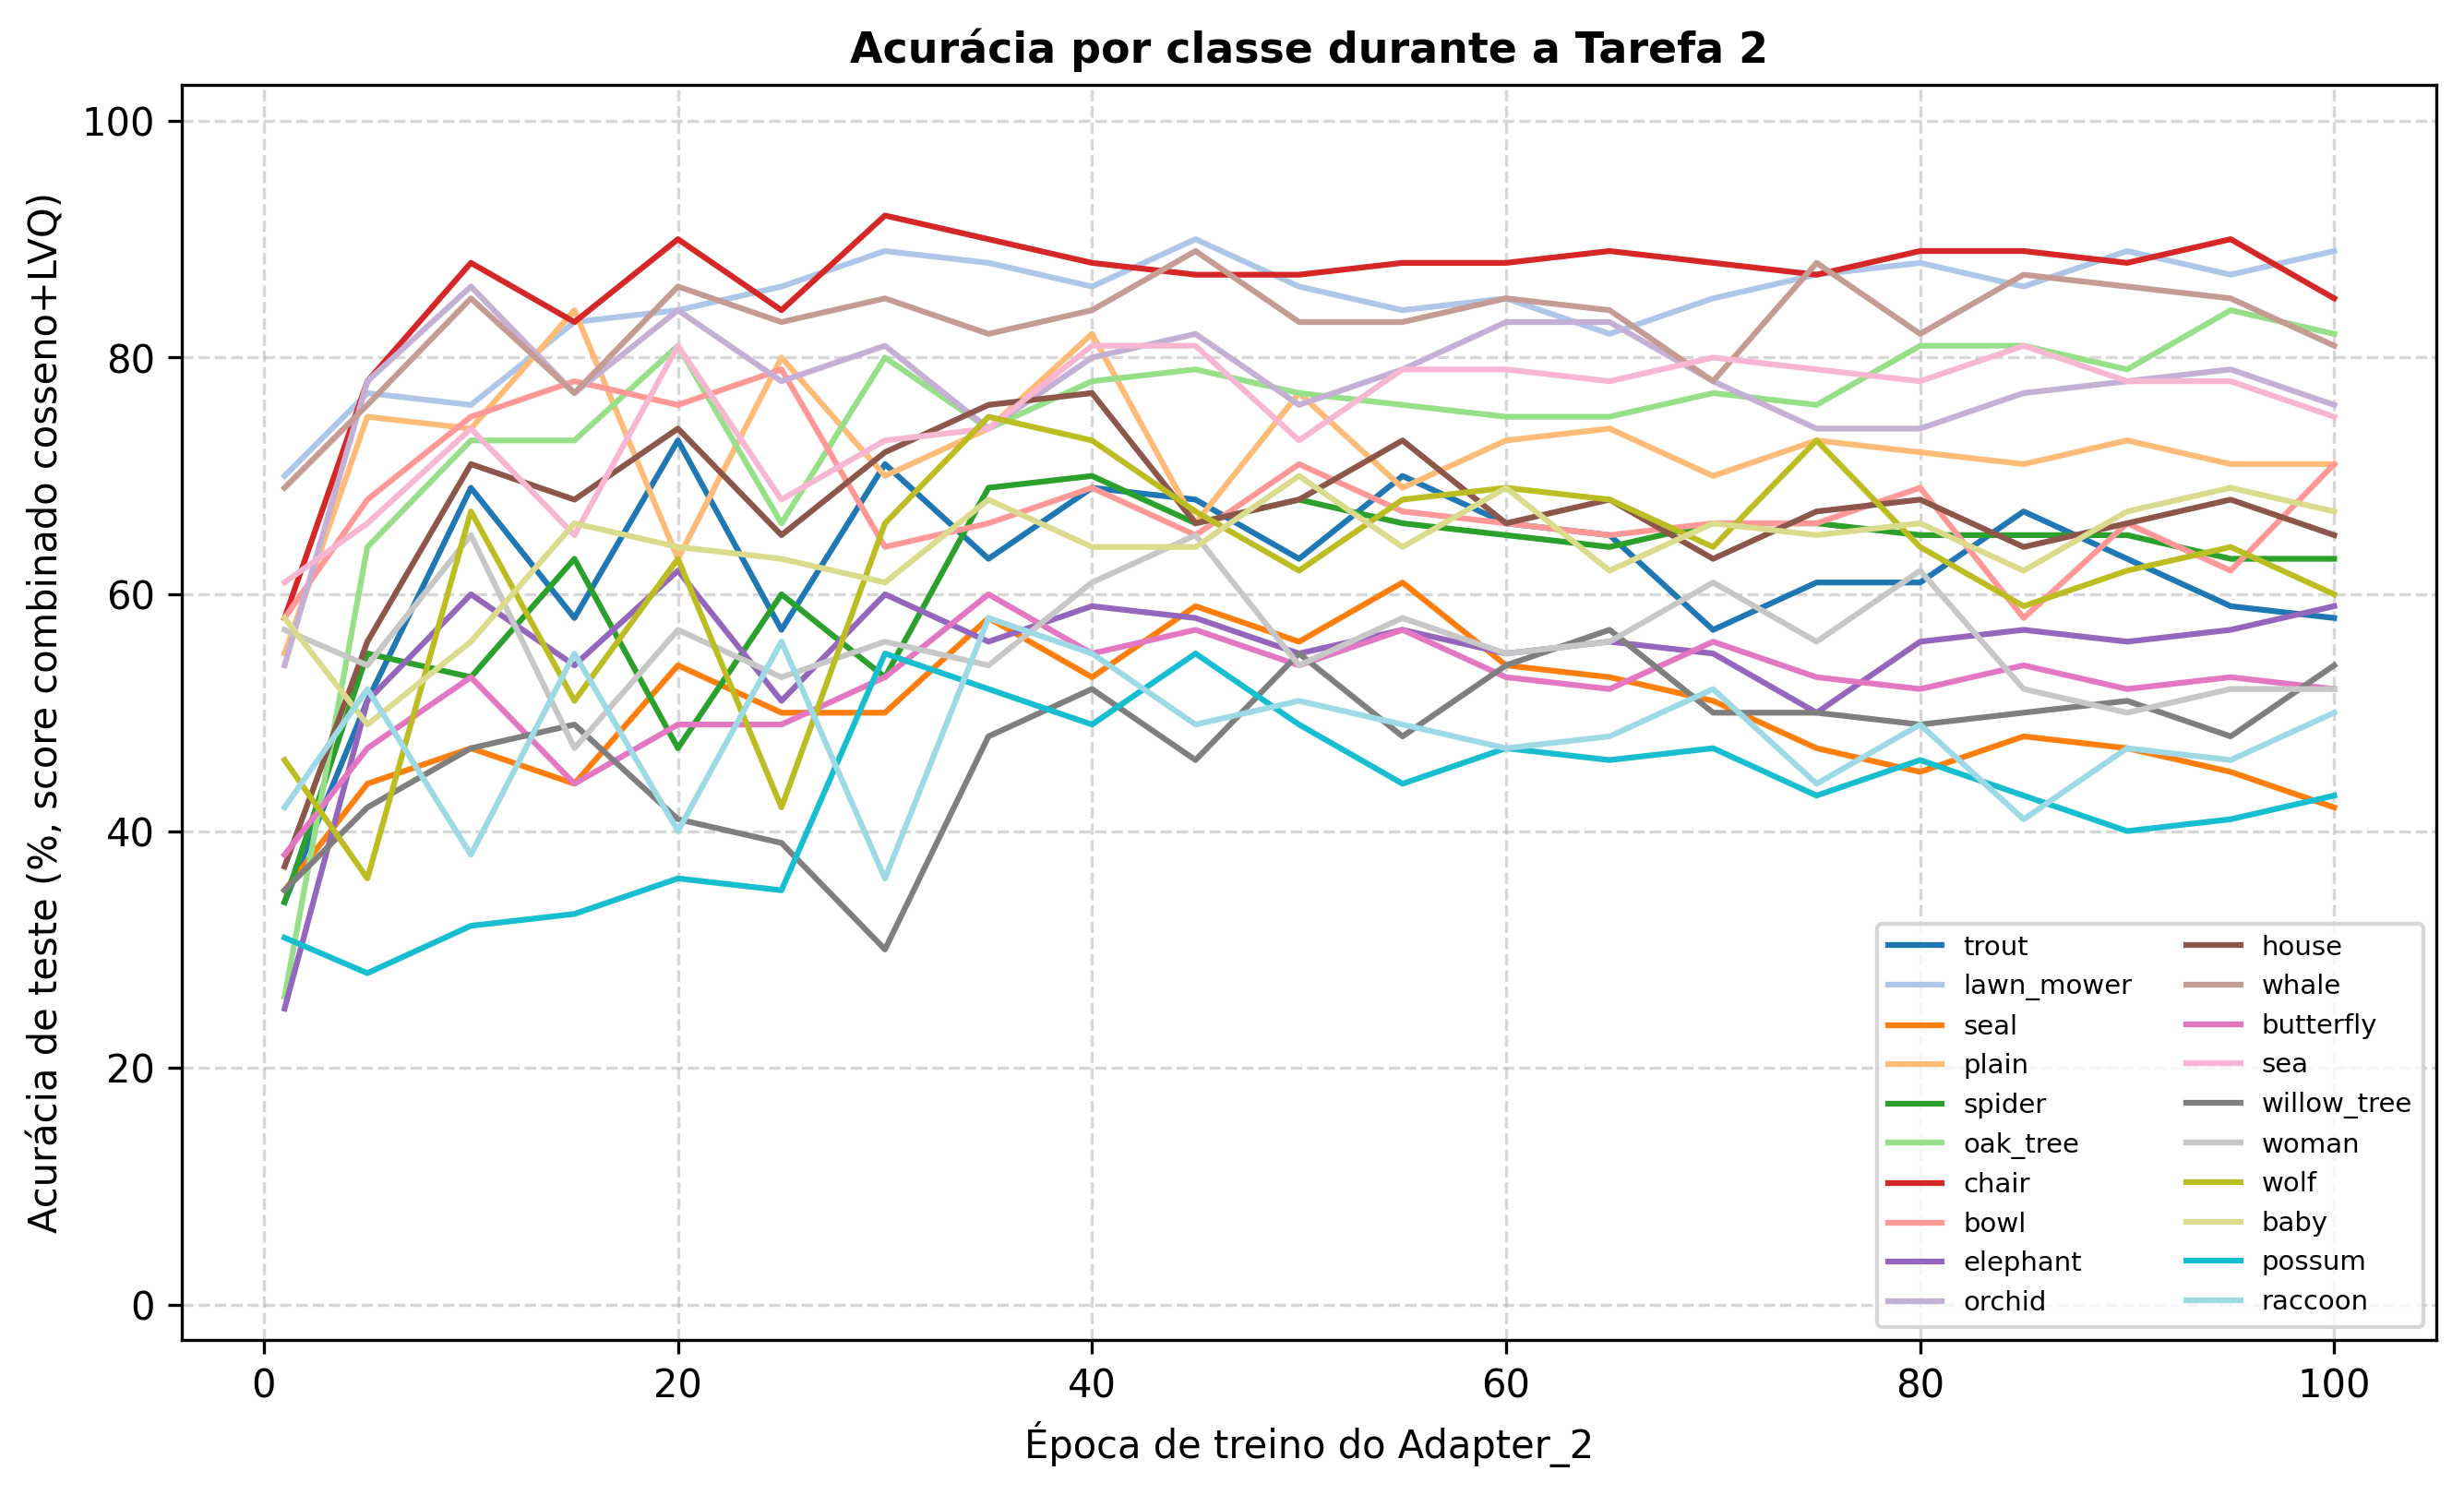 Acurácia por classe durante a Tarefa 2
Acurácia de teste (%, score combinado cosseno+LVQ)
100
80
60
40
20
0
0 20 40 60 80 100
Época de treino do Adapter_2
trout
lawn_mower
seal
plain
spider
oak_tree
chair
bowl
elephant
orchid
house
whale
butterfly
sea
willow_tree
woman
wolf
baby
possum
raccoon